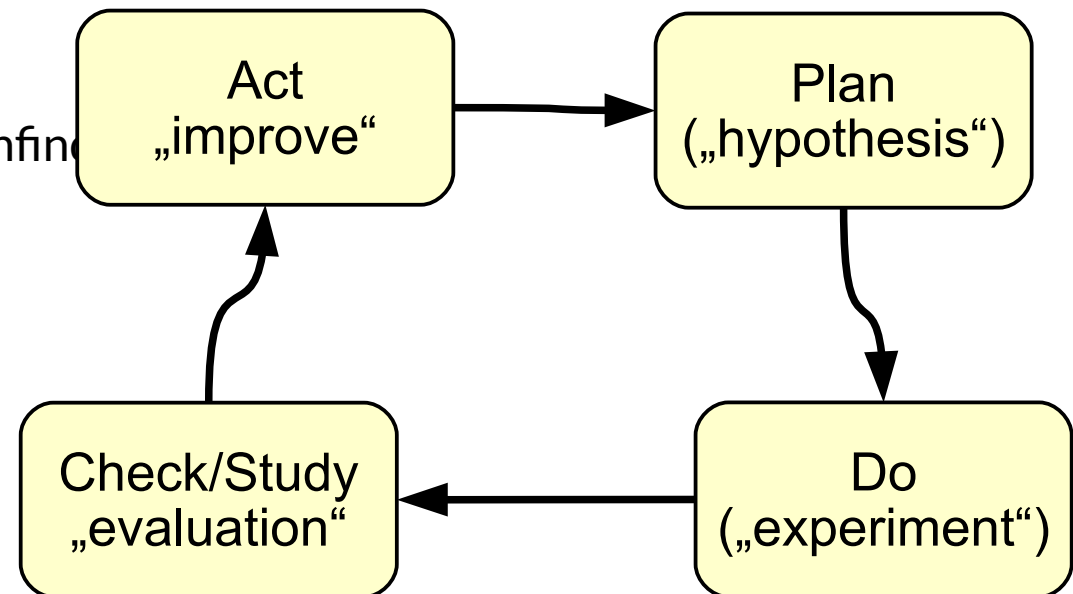 Act
„improve“
Plan
(„hypothesis“)
Check/Study
„evaluation“
Do
(„experiment“)